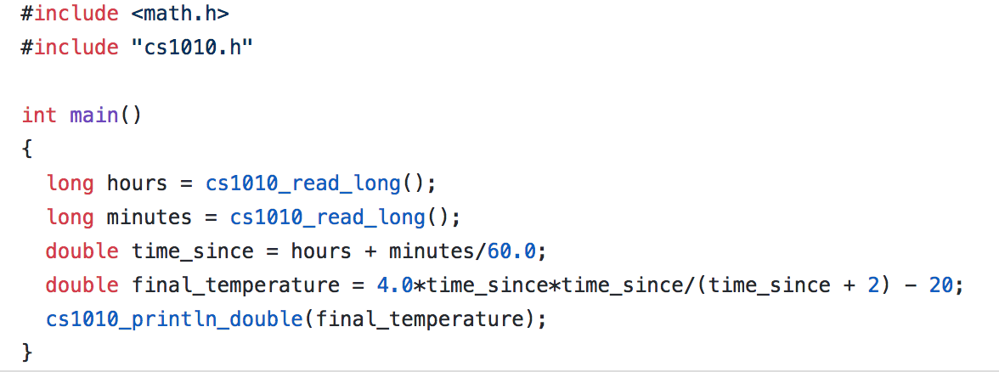 #include <math.h>
#include "cs1010.h"
int main()
{
long hours = cs1010_read_long();
long minutes = cs1010_read_long();
double time_since = hours + minutes/60.0;
double final_temperature = 4.0*time_since*time_since/(time_since + 2) − 20;
cs1010_println_double(final_temperature);
}